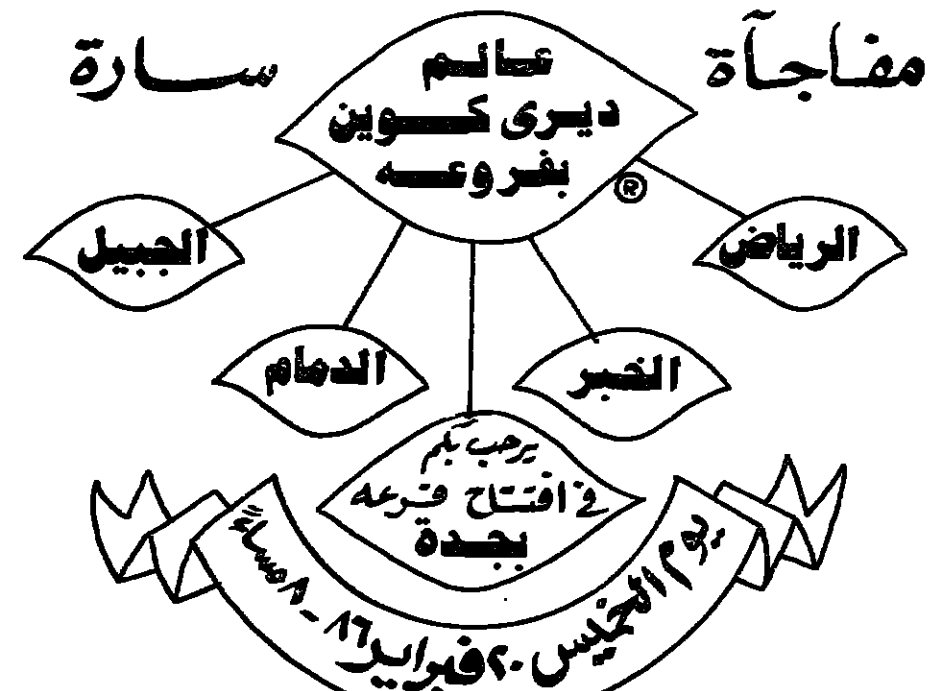 مفاجآة سارة
عالم
ديرى كوين
بفروعه
®
الرياض
الجبيل
الخبر
الدمام
يرحب بكم
في افتتاح فرعه
بجدة
يوم الخميس ٢٠ فبراير ٨٦ - ٨ مساءً